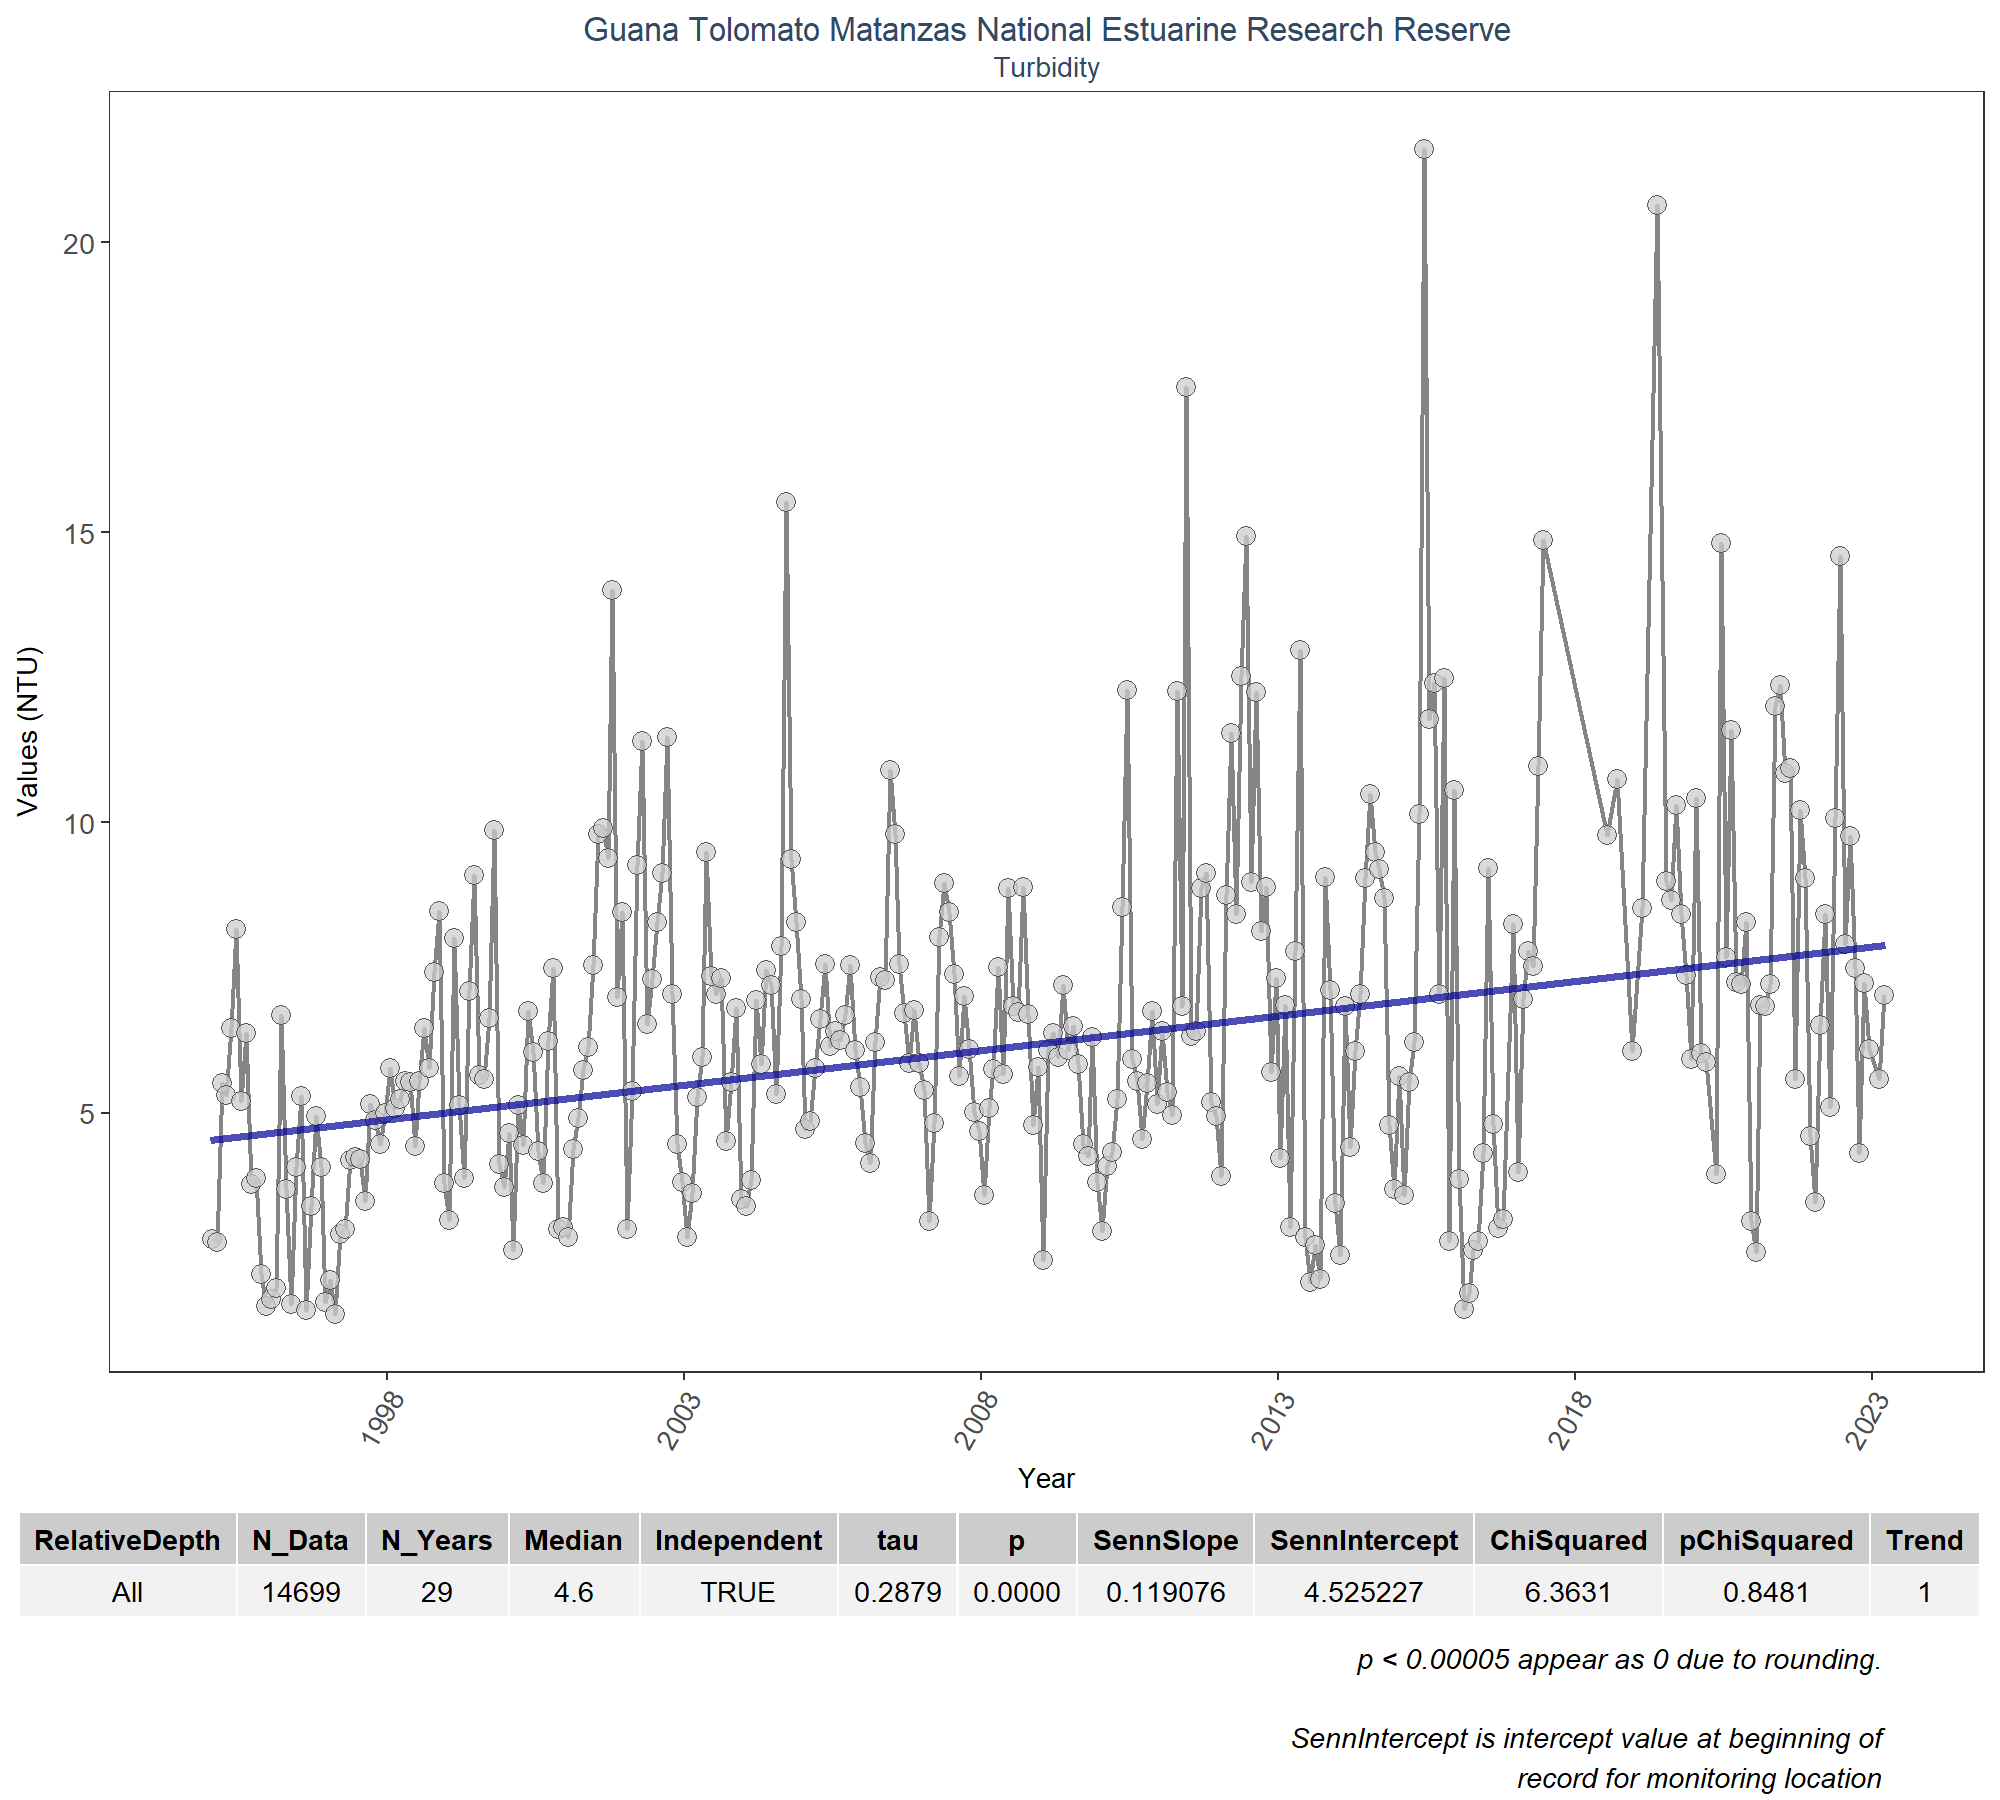 Guana Tolomato Matanzas National Estuarine Research Reserve
Turbidity
20
15
10
5
Values (NTU)
1998
2003
2008
2013
2018
2023
Year
RelativeDepth N_Data N_Years Median Independent tau p SennSlope SennIntercept ChiSquared pChiSquared Trend
All 14699 29 4.6 TRUE 0.2879 0.0000 0.119076 4.525227 6.3631 0.8481 1
p < 0.00005 appear as 0 due to rounding.
SennIntercept is intercept value at beginning of
record for monitoring location